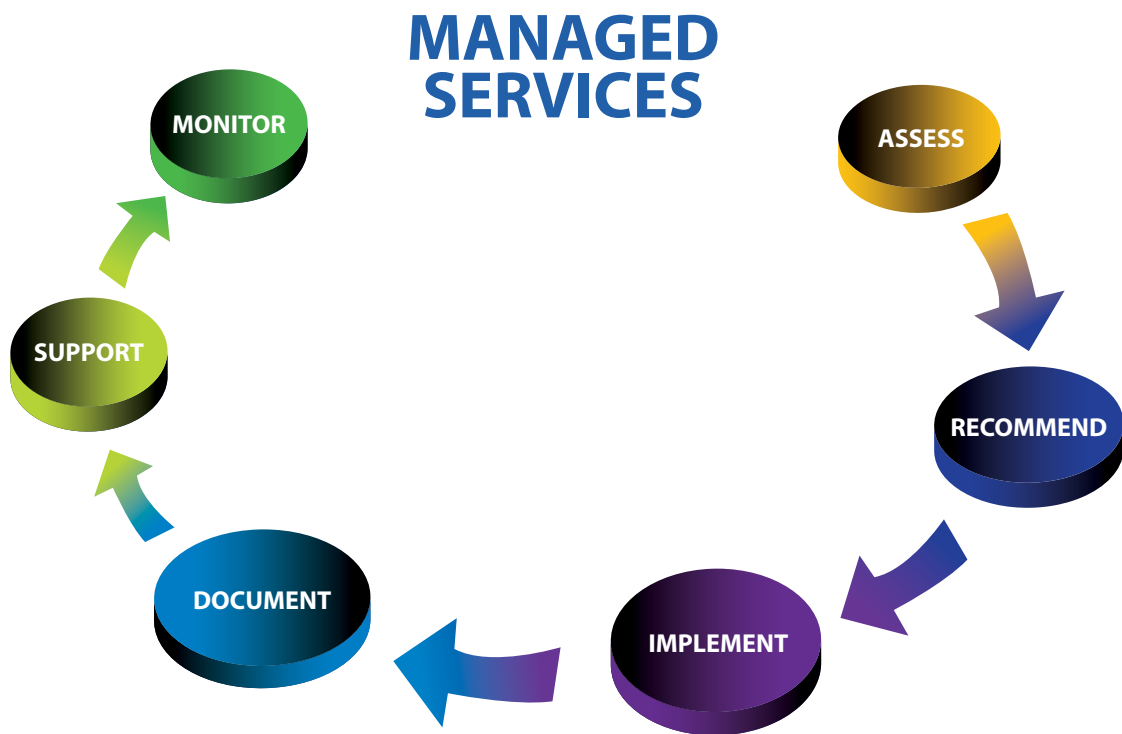 MANAGED
SERVICES
ASSESS
RECOMMEND
IMPLEMENT
DOCUMENT
SUPPORT
MONITOR